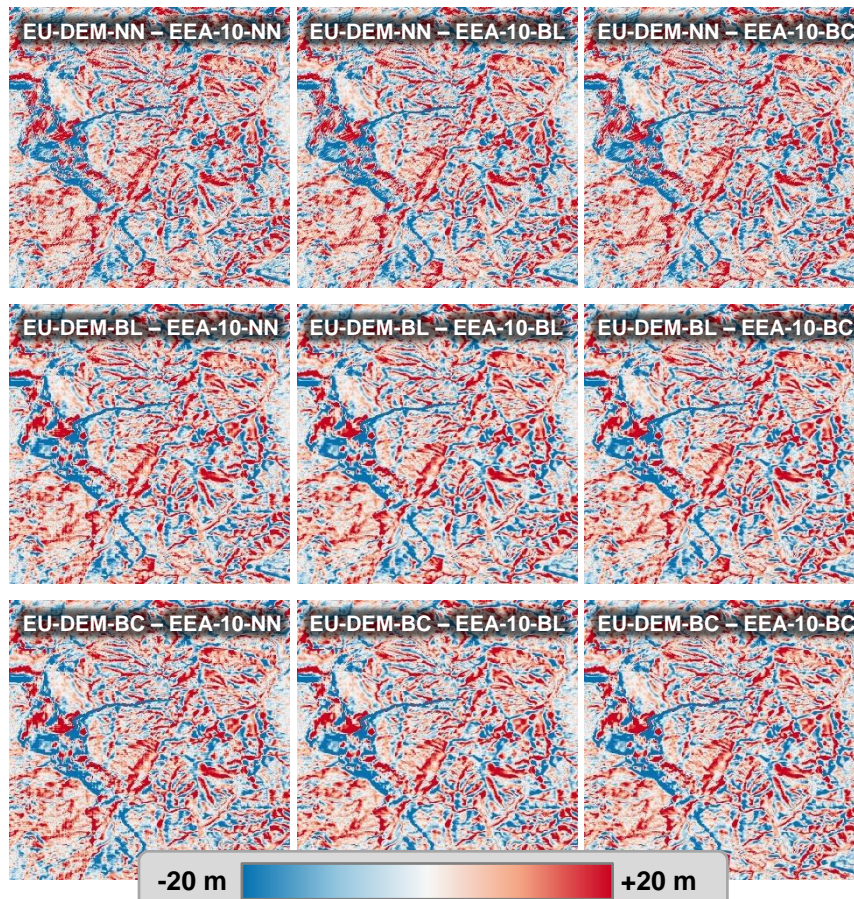 EU-DEM-NN – EEA-10-NN
EU-DEM-NN – EEA-10-BL
EU-DEM-NN – EEA-10-BC
EU-DEM-BL – EEA-10-NN
EU-DEM-BL – EEA-10-BL
EU-DEM-BL – EEA-10-BC
EU-DEM-BC – EEA-10-NN
EU-DEM-BC – EEA-10-BL
EU-DEM-BC – EEA-10-BC
-20 m
+20 m